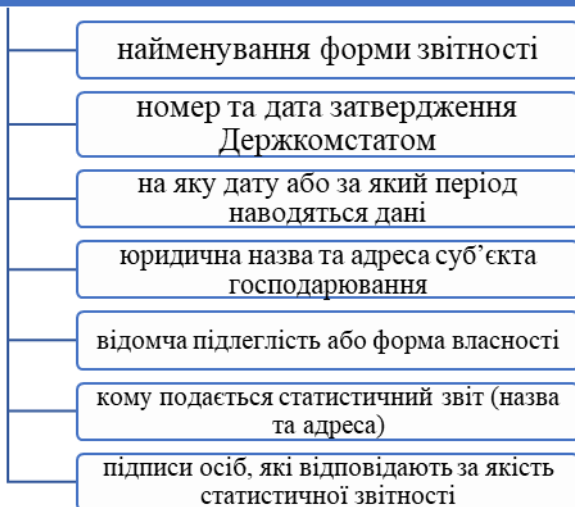 найменування форми звітності
номер та дата затвердження
Держкомстатом
на яку дату або за який період
наводяться дані
юридична назва та адреса суб’єкта
господарювання
відомча підлеглість або форма власності
кому подається статистичний звіт (назва
та адреса)
підписи осіб, які відповідають за якість
статистичної звітності